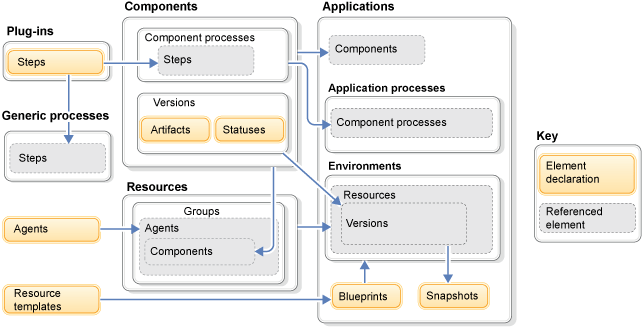 Components
Applications
Plug-ins
Steps
Component processes
Steps
Components
Versions
Artifacts
Statuses
Application processes
Component processes
Generic processes
Steps
Key
Element
declaration
Referenced
element
Environments
Resources
Versions
Resources
Groups
Agents
Components
Agents
Resource
templates
Blueprints
Snapshots